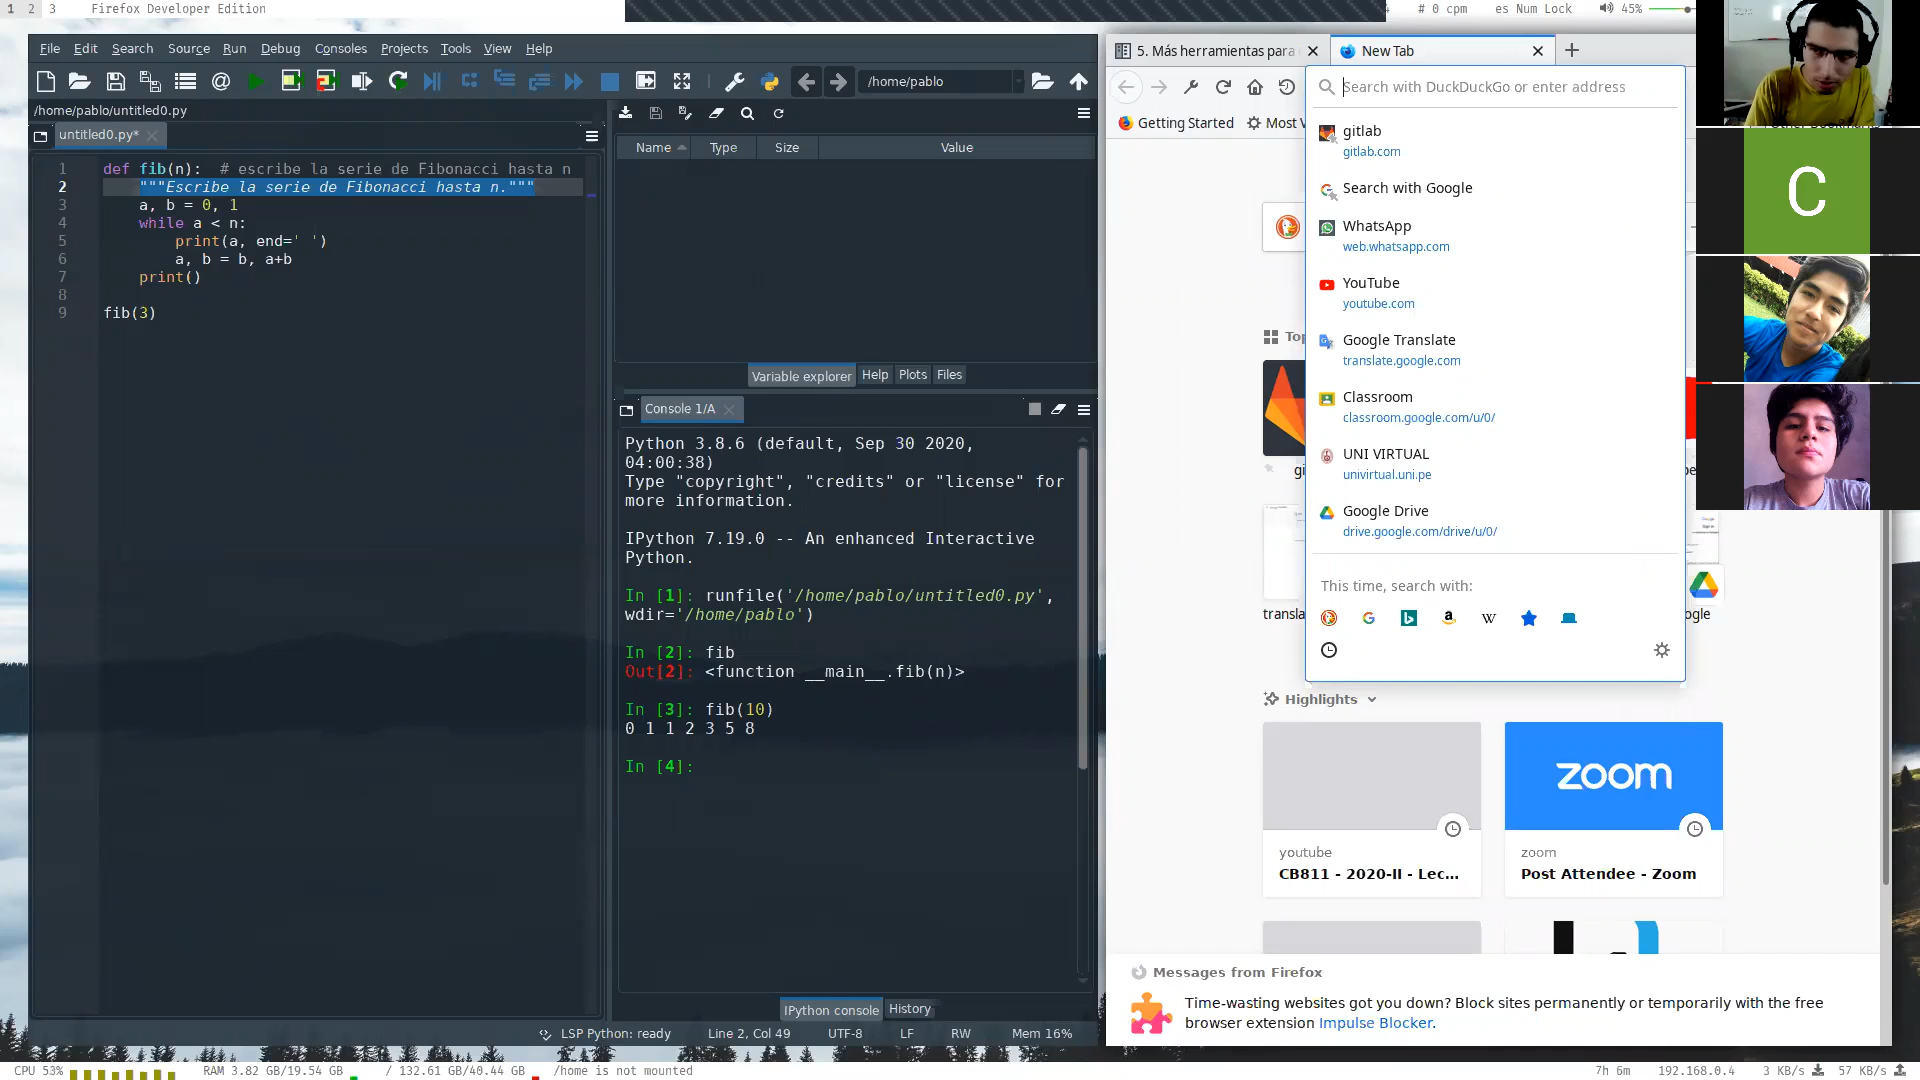 1 2 3 Firefox Developer Edition
# 0 cpm es Num Lock 45%
File Edit Search Source Run Debug Consoles Projects Tools View Help
/home/pablo
/home/pablo/untitled0.py
untitled0.py*
1 def fib(n):  # escribe la serie de Fibonacci hasta n
2     """Escribe la serie de Fibonacci hasta n."""
3     a, b = 0, 1
4     while a < n:
5         print(a, end=' ')
6         a, b = b, a+b
7     print()
8
9 fib(3)
Name Type Size Value
Variable explorer Help Plots Files
Console 1/A
Python 3.8.6 (default, Sep 30 2020,
04:00:38)
Type "copyright", "credits" or "license" for
more information.
IPython 7.19.0 -- An enhanced Interactive
Python.
In [1]: runfile('/home/pablo/untitled0.py',
wdir='/home/pablo')
In [2]: fib
Out[2]: <function __main__.fib(n)>
In [3]: fib(10)
0 1 1 2 3 5 8
In [4]:
IPython console History
LSP Python: ready Line 2, Col 49 UTF-8 LF RW Mem 16%
5. Más herramientas para
New Tab
Search with DuckDuckGo or enter address
Getting Started Most V
gitlab
gitlab.com
Search with Google
WhatsApp
web.whatsapp.com
YouTube
youtube.com
Google Translate
translate.google.com
Classroom
classroom.google.com/u/0/
UNI VIRTUAL
univirtual.uni.pe
Google Drive
drive.google.com/drive/u/0/
This time, search with:
To
gi
transla
ogle
Highlights
zoom
youtube
CB811 - 2020-II - Lec...
zoom
Post Attendee - Zoom
Messages from Firefox
Time-wasting websites got you down? Block sites permanently or temporarily with the free
browser extension Impulse Blocker.
C
CPU 53% RAM 3.82 GB/19.54 GB / 132.61 GB/40.44 GB /home is not mounted 7h 6m 192.168.0.4 3 KB/s 57 KB/s